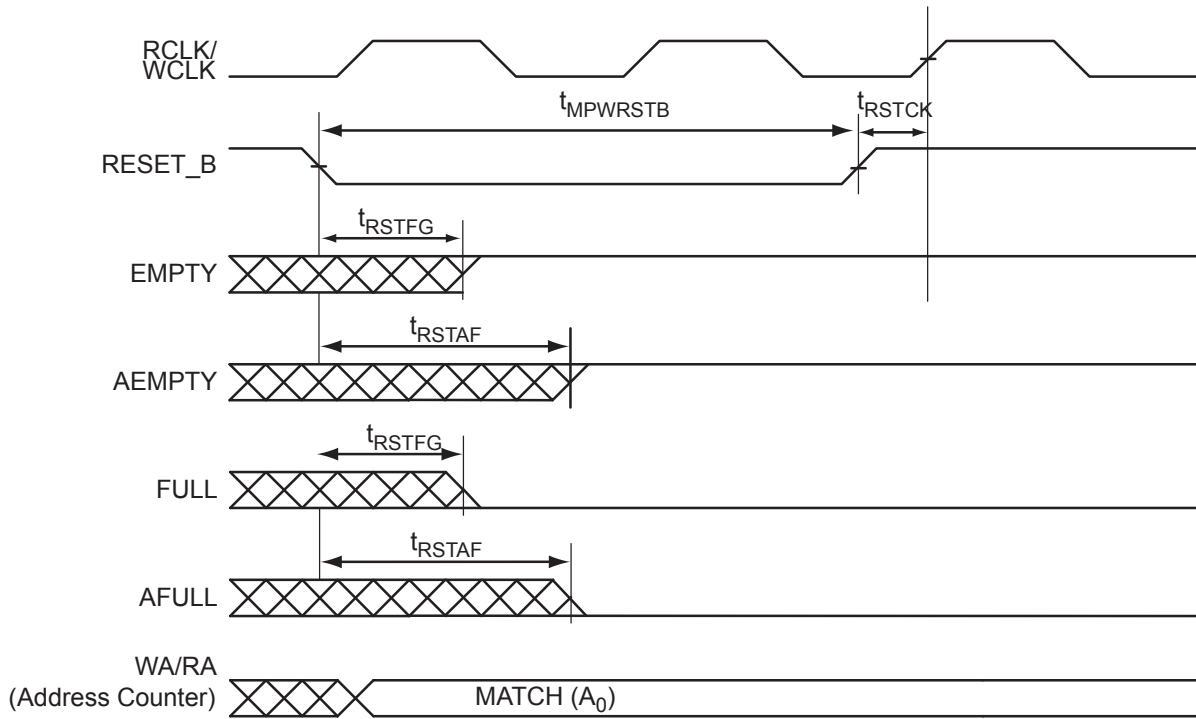 RCLK/
WCLK
tMPWRSTB
tRSTCK
RESET_B
tRSTFG
EMPTY
tRSTAF
AEMPTY
tRSTFG
FULL
tRSTAF
AFULL
WA/RA
(Address Counter)
MATCH (A0)